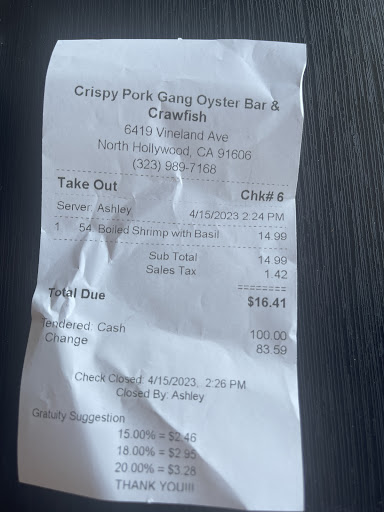 Crispy Pork Gang Oyster Bar &
Crawfish
6419 Vineland Ave
North Hollywood, CA 91606
(323) 989-7168
Take Out Chk# 6
Server: Ashley 4/15/2023 2:24 PM
1 54. Boiled Shrimp with Basil 14.99
Sub Total 14.99
Sales Tax 1.42
========
Total Due $16.41
Tendered: Cash 100.00
Change 83.59
Check Closed: 4/15/2023, 2:26 PM
Closed By: Ashley
Gratuity Suggestion
15.00% = $2.46
18.00% = $2.95
20.00% = $3.28
THANK YOU!!!